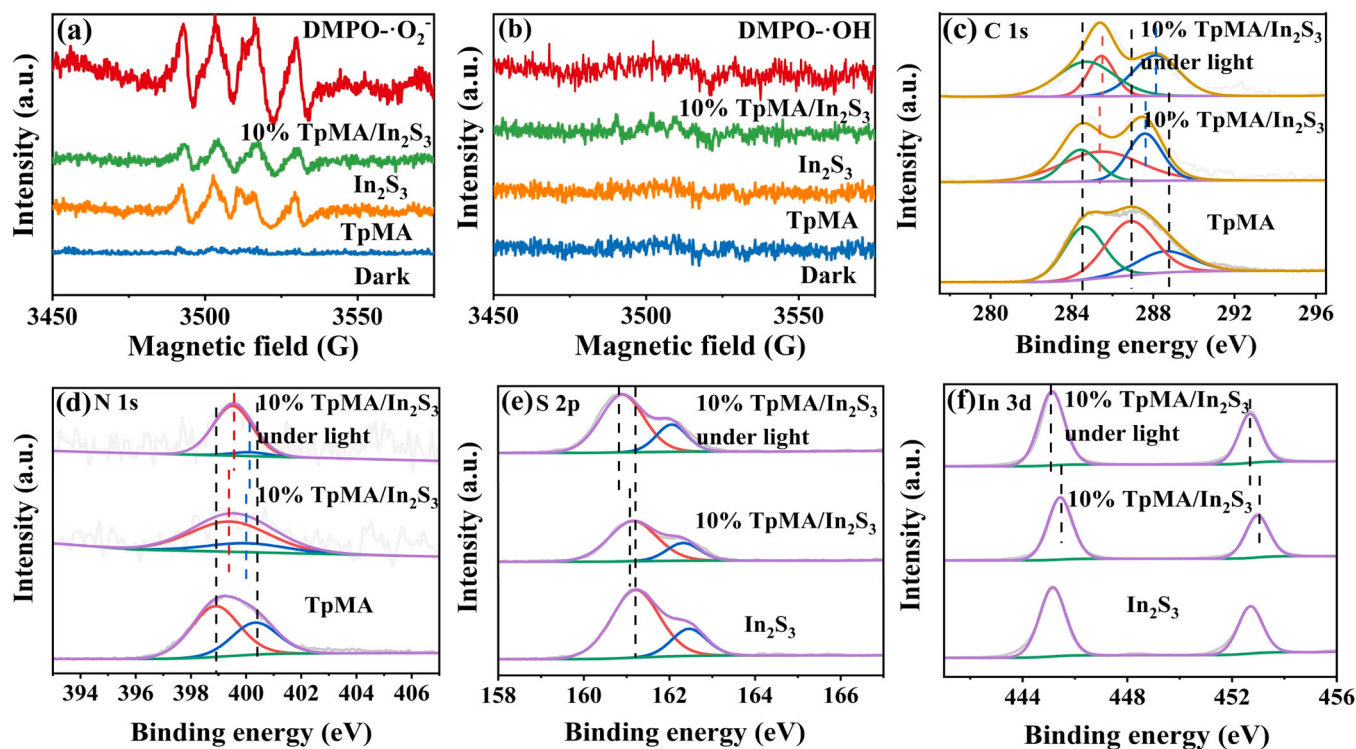 (a) DMPO-·O₂⁻
10% TpMA/In₂S₃
In₂S₃
TpMA
Dark
3450 3500 3550
Magnetic field (G)
Intensity (a.u.)
(b) DMPO-·OH
10% TpMA/In₂S₃
In₂S₃
TpMA
Dark
3450 3500 3550
Magnetic field (G)
Intensity (a.u.)
(c) C 1s
10% TpMA/In₂S₃
under light
10% TpMA/In₂S₃
TpMA
280 284 288 292 296
Binding energy (eV)
Intensity (a.u.)
(d) N 1s
10% TpMA/In₂S₃
under light
10% TpMA/In₂S₃
TpMA
394 396 398 400 402 404 406
Binding energy (eV)
Intensity (a.u.)
(e) S 2p
10% TpMA/In₂S₃
under light
10% TpMA/In₂S₃
In₂S₃
158 160 162 164 166
Binding energy (eV)
Intensity (a.u.)
(f) In 3d
10% TpMA/In₂S₃
under light
10% TpMA/In₂S₃
In₂S₃
444 448 452 456
Binding energy (eV)
Intensity (a.u.)